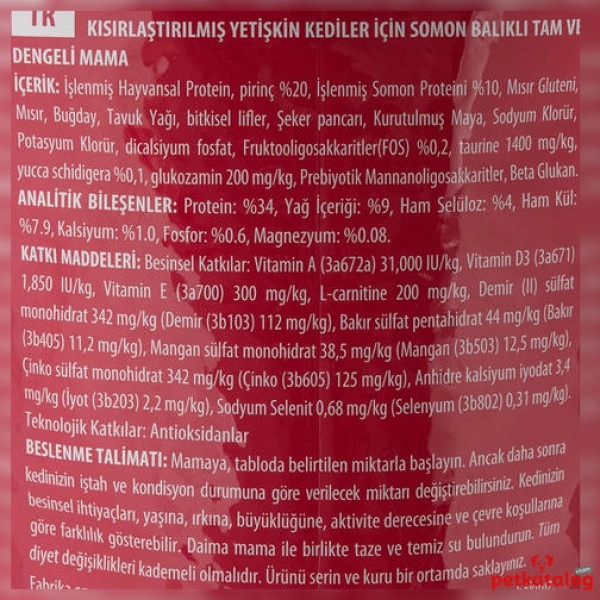 TR
KISIRLAŞTIRILMIŞ YETİŞKİN KEDİLER İÇİN SOMON BALIKLI TAM VE
DENGELİ MAMA
İÇERİK: İşlenmiş Hayvansal Protein, pirinç %20, İşlenmiş Somon Proteini %10, Mısır Gluteni,
Mısır, Buğday, Tavuk Yağı, bitkisel lifler, Şeker pancarı, Kurutulmuş Maya, Sodyum Klorür,
Potasyum Klorür, dicalsiyum fosfat, Fruktooligosakkaritler(FOS) %0,2, taurine 1400 mg/kg,
yucca schidigera %0,1, glukozamin 200 mg/kg, Prebiyotik Mannanoligosakkaritler, Beta Glukan.
ANALİTİK BİLEŞENLER: Protein: %34, Yağ İçeriği: %9, Ham Selüloz: %4, Ham Kül:
%7.9, Kalsiyum: %1.0, Fosfor: %0.6, Magnezyum: %0.08.
KATKI MADDELERİ: Besinsel Katkılar: Vitamin A (3a672a) 31,000 IU/kg, Vitamin D3 (3a671)
1,850 IU/kg, Vitamin E (3a700) 300 mg/kg, L-carnitine 200 mg/kg, Demir (II) sülfat
monohidrat 342 mg/kg (Demir (3b103) 112 mg/kg), Bakır sülfat pentahidrat 44 mg/kg (Bakır
(3b405) 11,2 mg/kg), Mangan sülfat monohidrat 38,5 mg/kg (Mangan (3b503) 12,5 mg/kg),
Çinko sülfat monohidrat 342 mg/kg (Çinko (3b605) 125 mg/kg), Anhidre kalsiyum iyodat 3,4
mg/kg (İyot (3b203) 2,2 mg/kg), Sodyum Selenit 0,68 mg/kg (Selenyum (3b802) 0,31 mg/kg).
Teknolojik Katkılar: Antioksidanlar
BESLENME TALİMATI: Mamaya, tabloda belirtilen miktarla başlayın. Ancak daha sonra
kedinizin iştah ve kondisyon durumuna göre verilecek miktarı değiştirebilirsiniz. Kedinizin
besinsel ihtiyaçları, yaşına, ırkına, büyüklüğüne, aktivite derecesine ve çevre koşullarına
göre farklılık gösterebilir. Daima mama ile birlikte taze ve temiz su bulundurun. Tüm
diyet değişiklikleri kademeli olmalıdır. Ürünü serin ve kuru bir ortamda saklayınız.
Fabrika
petkatalog